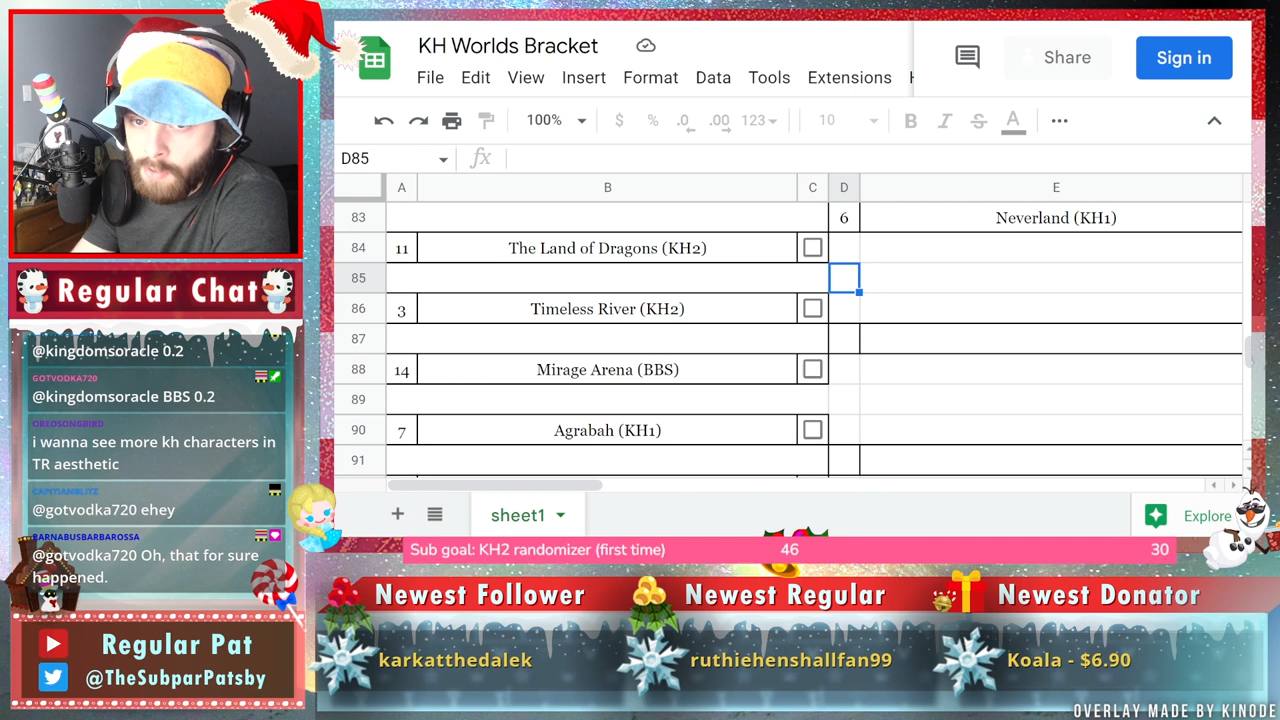 KH Worlds Bracket
File Edit View Insert Format Data Tools Extensions
Share
Sign in
100% $ % .0 .00 123 10 B I S A
D85 fx
A B C D E
83 6 Neverland (KH1)
84 11 The Land of Dragons (KH2)
85
86 3 Timeless River (KH2)
87
88 14 Mirage Arena (BBS)
89
90 7 Agrabah (KH1)
91
sheet1
Explore
Regular Chat
@kingdomsoracle 0.2
GOTVODKA720
@kingdomsoracle BBS 0.2
OREDSONGBIRD
i wanna see more kh characters in
TR aesthetic
CAPITIANBLITZ
@gotvodka720 ehey
BARNABUSBARBAROSSA
@gotvodka720 Oh, that for sure
happened.
Regular Pat
@TheSubparPatsby
Sub goal: KH2 randomizer (first time) 46 30
Newest Follower
karkatthedalek
Newest Regular
ruthiehenshallfan99
Newest Donator
Koala - $6.90
OVERLAY MADE BY KINODE